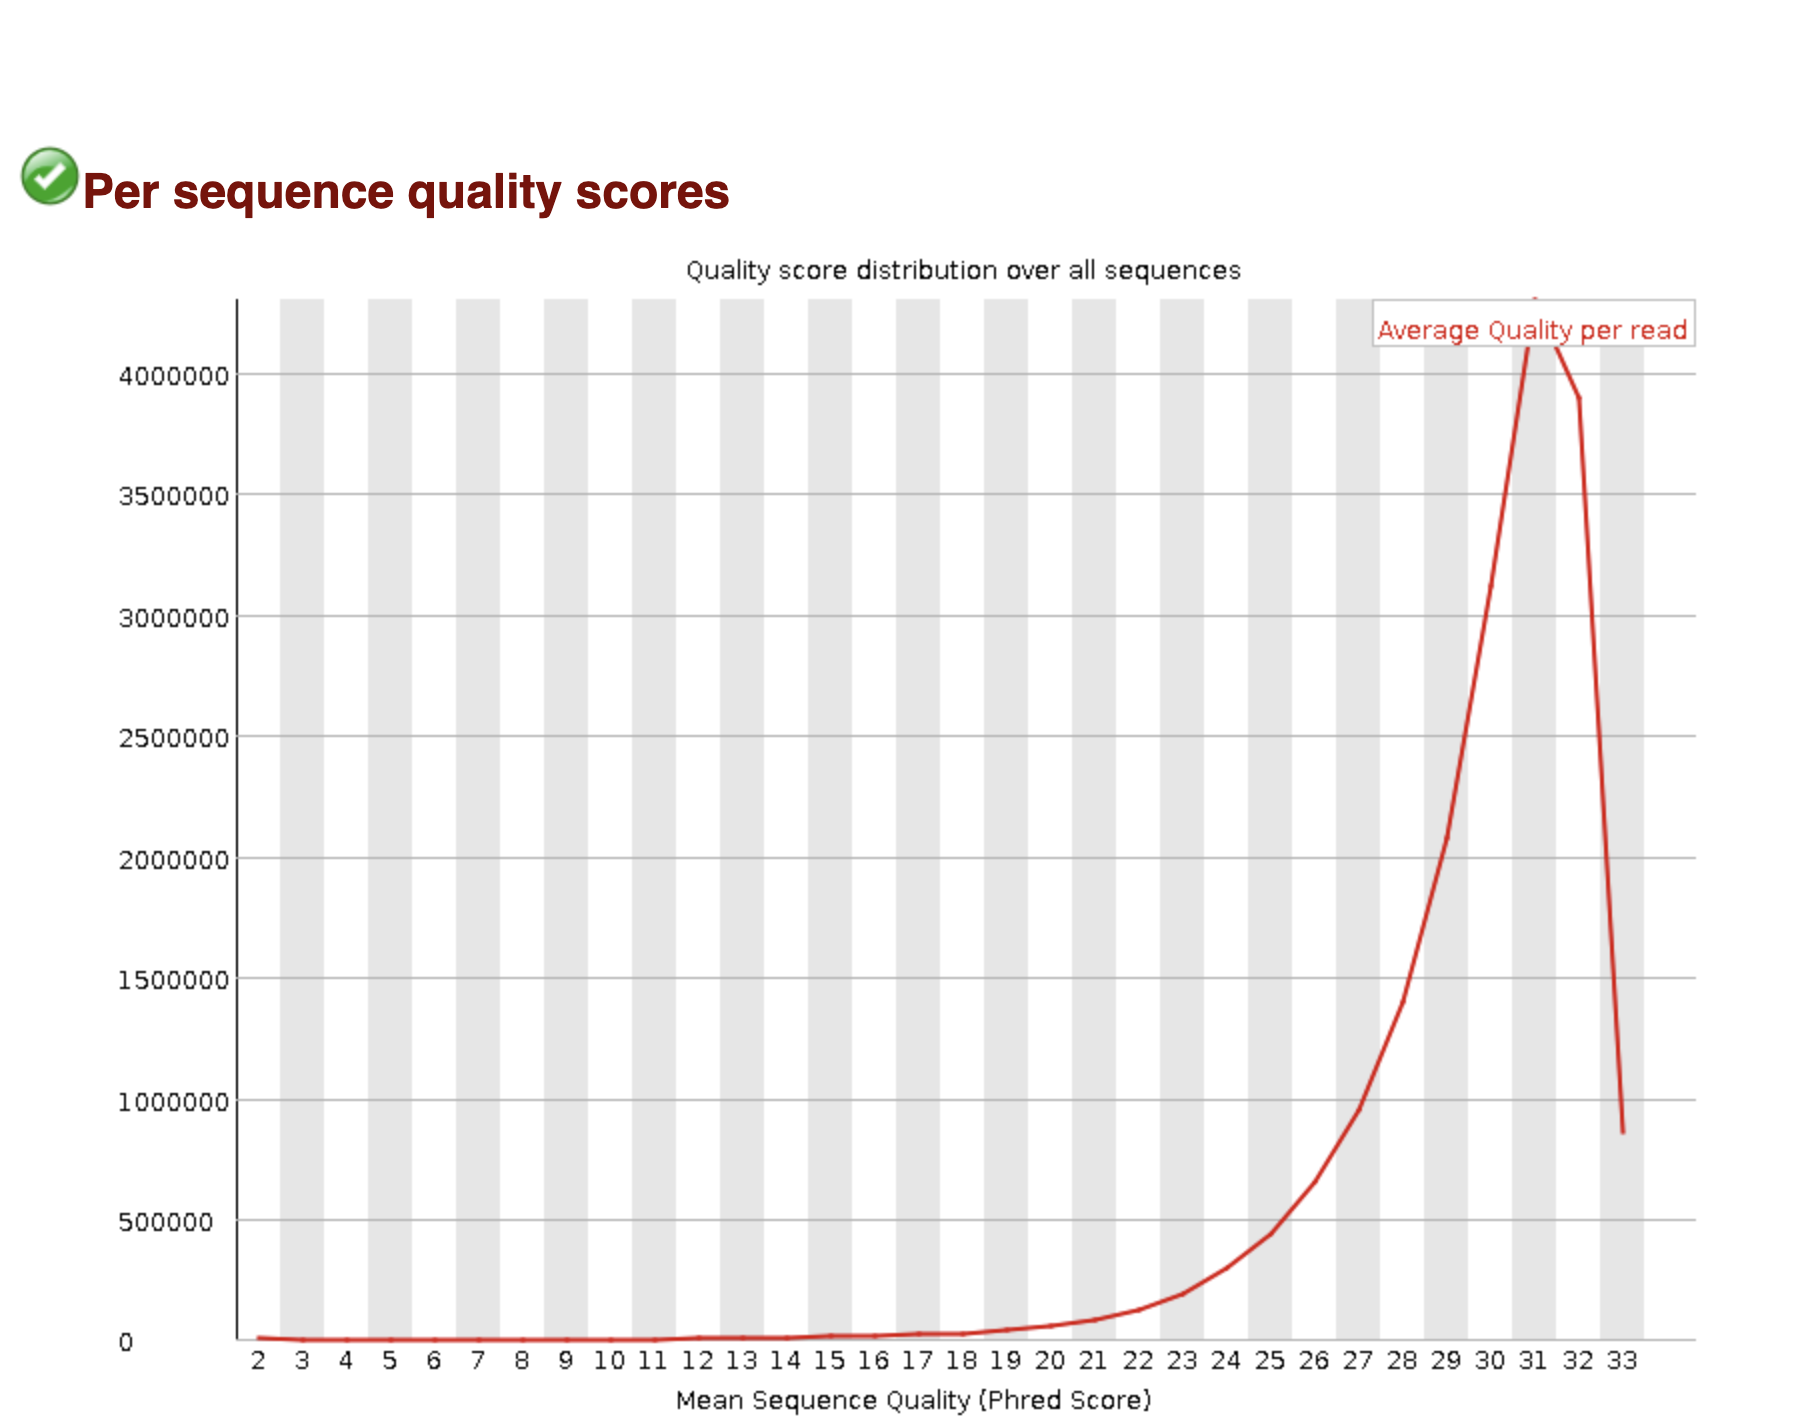 Per sequence quality scores
Quality score distribution over all sequences
Average Quality per read
4000000
3500000
3000000
2500000
2000000
1500000
1000000
500000
0
2 3 4 5 6 7 8 9 10 11 12 13 14 15 16 17 18 19 20 21 22 23 24 25 26 27 28 29 30 31 32 33
Mean Sequence Quality (Phred Score)